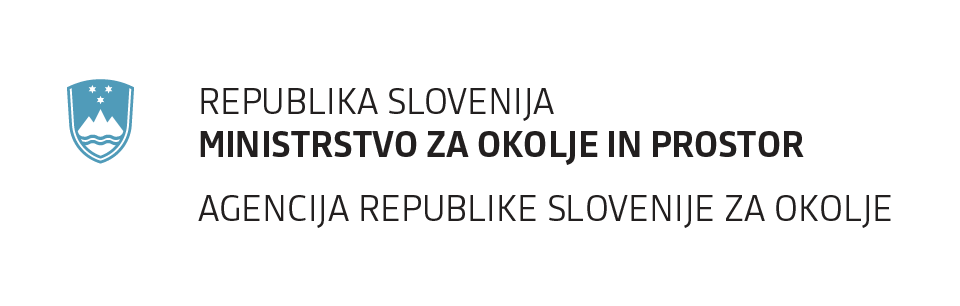 REPUBLIKA SLOVENIJA
MINISTRSTVO ZA OKOLJE IN PROSTOR
AGENCIJA REPUBLIKE SLOVENIJE ZA OKOLJE